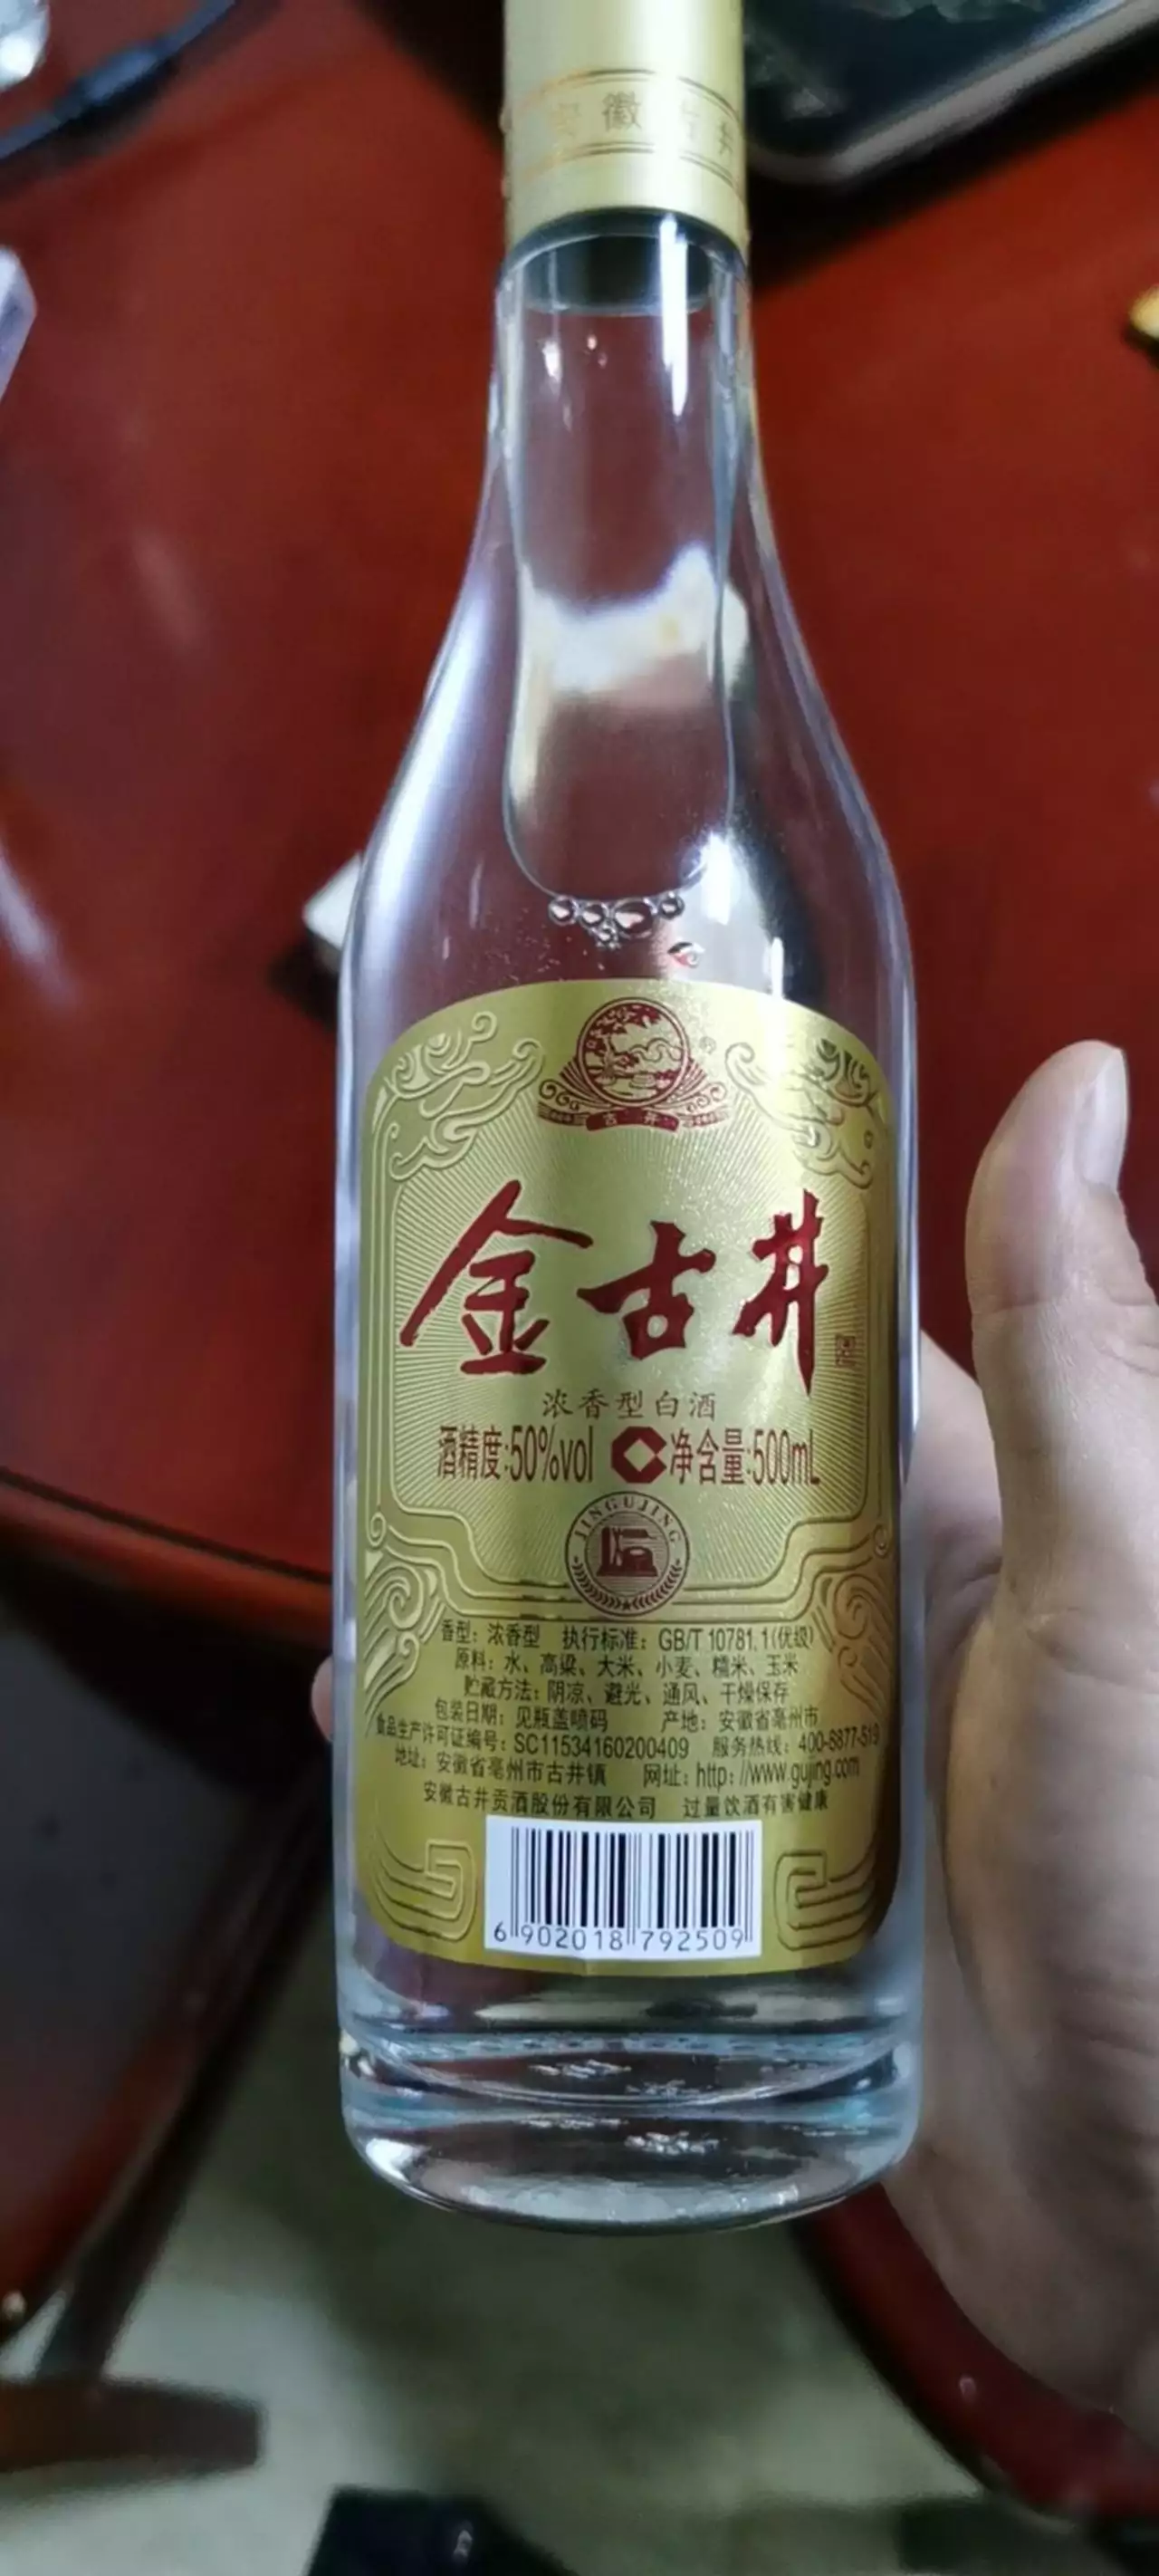 安徽古井
古井
金古井
浓香型白酒
酒精度:50%vol 净含量:500mL
JINGUJING
香型：浓香型 执行标准：GB/T 10781.1(优级)
原料：水、高粱、大米、小麦、糯米、玉米
贮藏方法：阴凉、避光、通风、干燥保存
包装日期：见瓶盖喷码 产地：安徽省亳州市
食品生产许可证编号：SC11534160200409 服务热线：400-8877-519
地址：安徽省亳州市古井镇 网址：http://www.gujing.com
安徽古井贡酒股份有限公司 过量饮酒有害健康
6 902018 792509